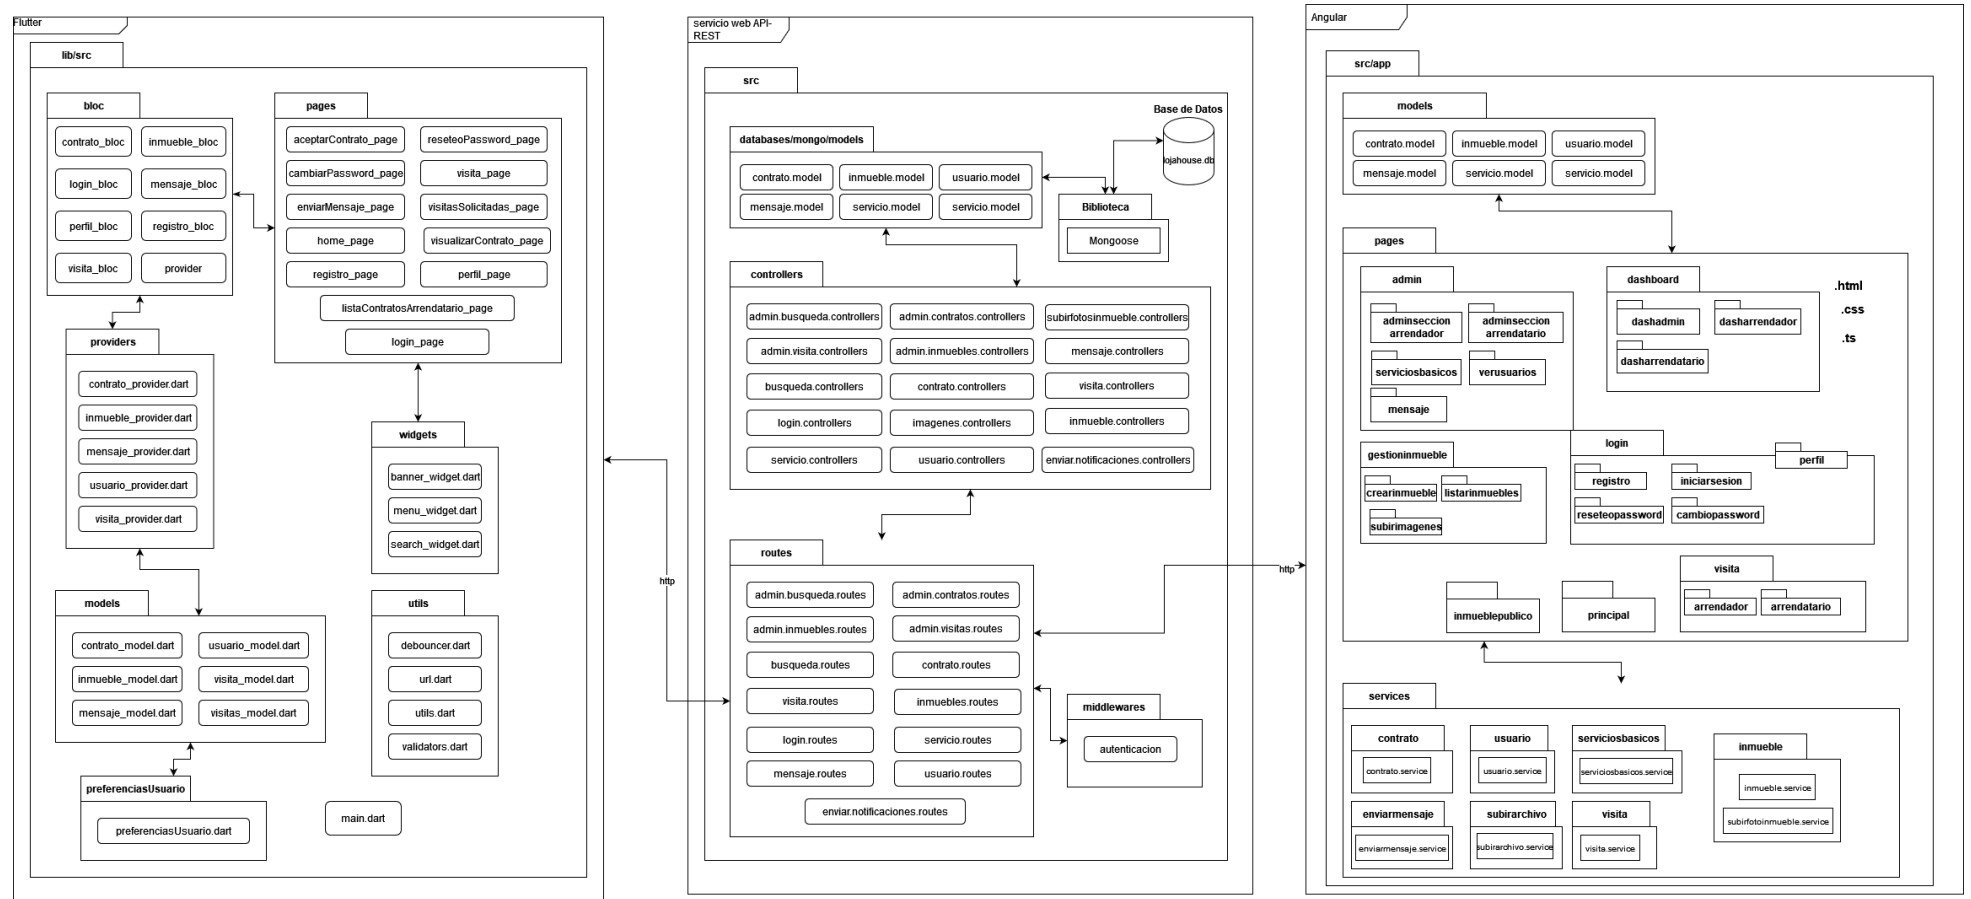 Flutter
lib/src
bloc
contrato_bloc
inmueble_bloc
login_bloc
mensaje_bloc
perfil_bloc
registro_bloc
visita_bloc
provider
pages
aceptarContrato_page
reseteoPassword_page
cambiarPassword_page
visita_page
enviarMensaje_page
visitasSolicitadas_page
home_page
visualizarContrato_page
registro_page
perfil_page
listaContratosArrendatario_page
login_page
providers
contrato_provider.dart
inmueble_provider.dart
mensaje_provider.dart
usuario_provider.dart
visita_provider.dart
widgets
banner_widget.dart
menu_widget.dart
search_widget.dart
models
contrato_model.dart
usuario_model.dart
inmueble_model.dart
visita_model.dart
mensaje_model.dart
visitas_model.dart
utils
debouncer.dart
url.dart
utils.dart
validators.dart
preferenciasUsuario
preferenciasUsuario.dart
main.dart
http
servicio web API-
REST
src
Base de Datos
lojahouse.db
databases/mongo/models
contrato.model
inmueble.model
usuario.model
mensaje.model
servicio.model
servicio.model
Biblioteca
Mongoose
controllers
admin.busqueda.controllers
admin.contratos.controllers
subirfotosinmueble.controllers
admin.visita.controllers
admin.inmuebles.controllers
mensaje.controllers
busqueda.controllers
contrato.controllers
visita.controllers
login.controllers
imagenes.controllers
inmueble.controllers
servicio.controllers
usuario.controllers
enviar.notificaciones.controllers
routes
admin.busqueda.routes
admin.contratos.routes
admin.inmuebles.routes
admin.visitas.routes
busqueda.routes
contrato.routes
visita.routes
inmuebles.routes
login.routes
servicio.routes
mensaje.routes
usuario.routes
enviar.notificaciones.routes
middlewares
autenticacion
http
Angular
src/app
models
contrato.model
inmueble.model
usuario.model
mensaje.model
servicio.model
servicio.model
pages
admin
adminseccion
arrendador
adminseccion
arrendatario
serviciosbasicos
verusuarios
mensaje
dashboard
dashadmin
dasharrendador
dasharrendatario
.html
.css
.ts
gestioninmueble
crearinmueble
listarinmuebles
subirimagenes
login
perfil
registro
iniciarsesion
reseteopassword
cambiopassword
inmueblepublico
principal
visita
arrendador
arrendatario
services
contrato
contrato.service
usuario
usuario.service
serviciosbasicos
serviciosbasicos.service
inmueble
inmueble.service
subirfotoinmueble.service
enviarmensaje
enviarmensaje.service
subirarchivo
subirarchivo.service
visita
visita.service